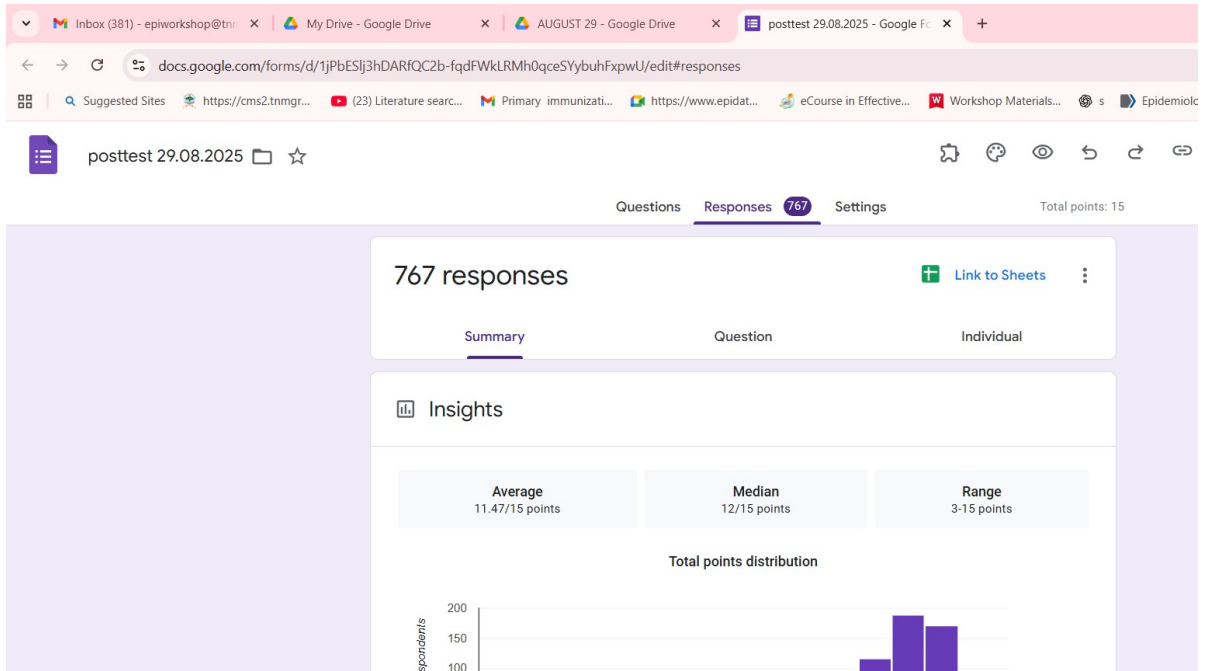 Inbox (381) - epiworkshop@tnm
My Drive - Google Drive
AUGUST 29 - Google Drive
posttest 29.08.2025 - Google Fo
docs.google.com/forms/d/1jPbESlj3hDARfQC2b-fqdFWkLRMh0qceSYybuhFxpwU/edit#responses
Suggested Sites https://cms2.tnmgr... (23) Literature searc... Primary immunizati... https://www.epidat... eCourse in Effective... Workshop Materials... s Epidemiolo
posttest 29.08.2025
Questions Responses 767 Settings Total points: 15
767 responses Link to Sheets
Summary Question Individual
Insights
Average Median Range
11.47/15 points 12/15 points 3-15 points
Total points distribution
200
150
100